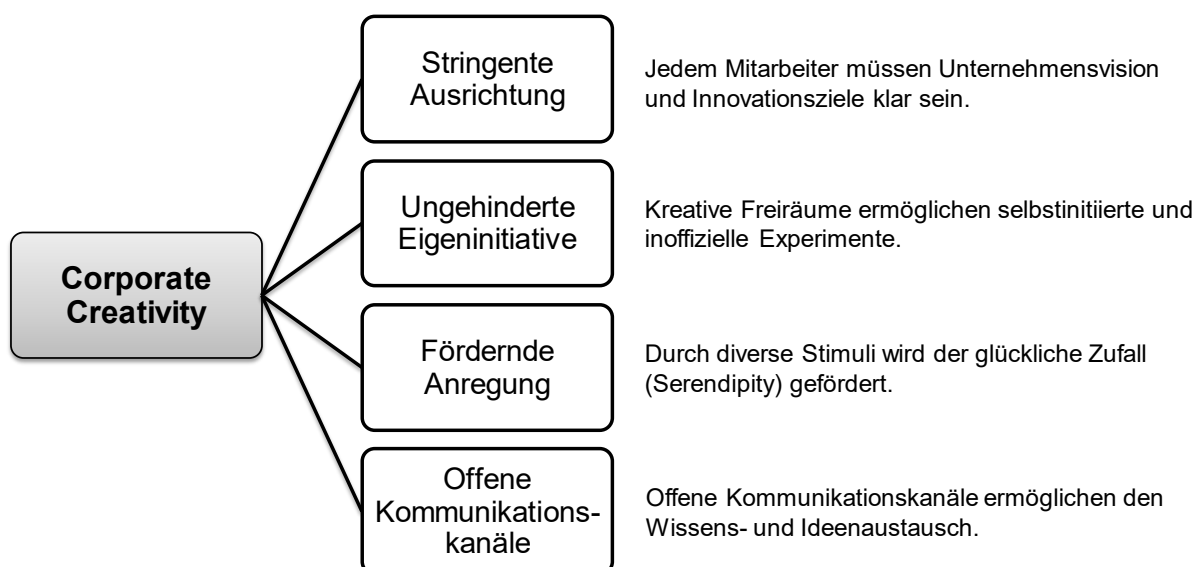 Stringente
Ausrichtung
Jedem Mitarbeiter müssen Unternehmensvision
und Innovationsziele klar sein.
Ungehinderte
Eigeninitiative
Kreative Freiräume ermöglichen selbstinitiierte und
inoffizielle Experimente.
Corporate
Creativity
Fördernde
Anregung
Durch diverse Stimuli wird der glückliche Zufall
(Serendipity) gefördert.
Offene
Kommunikations-
kanäle
Offene Kommunikationskanäle ermöglichen den
Wissens- und Ideenaustausch.